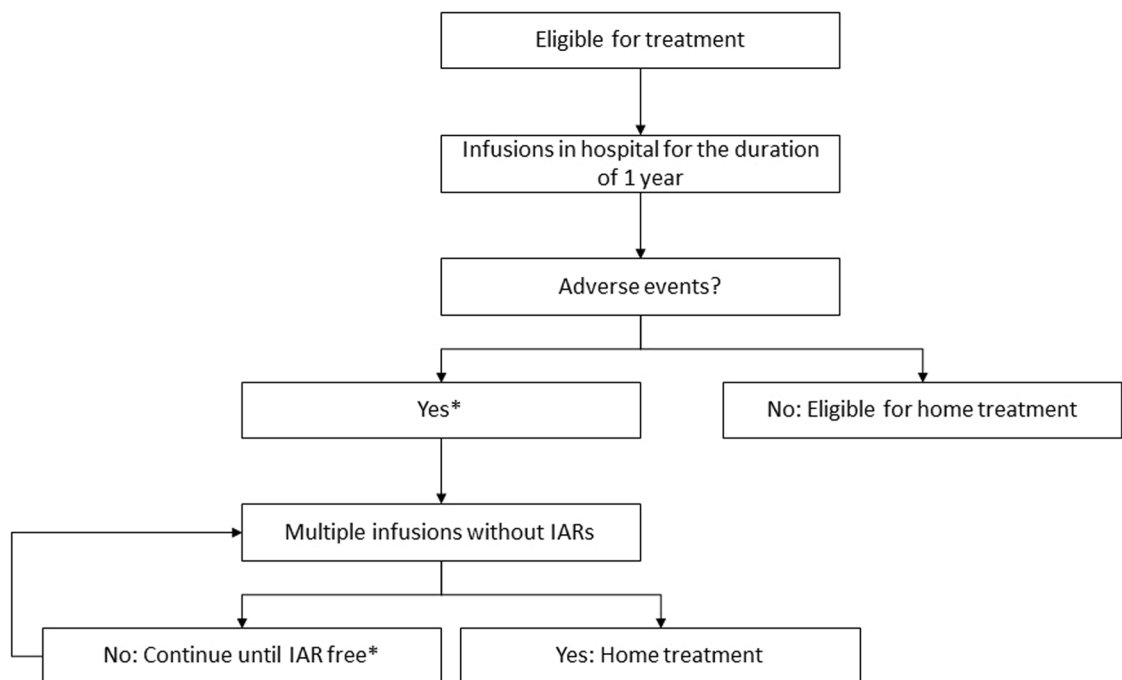 Eligible for treatment
Infusions in hospital for the duration
of 1 year
Adverse events?
Yes*
No: Eligible for home treatment
Multiple infusions without IARs
No: Continue until IAR free*
Yes: Home treatment